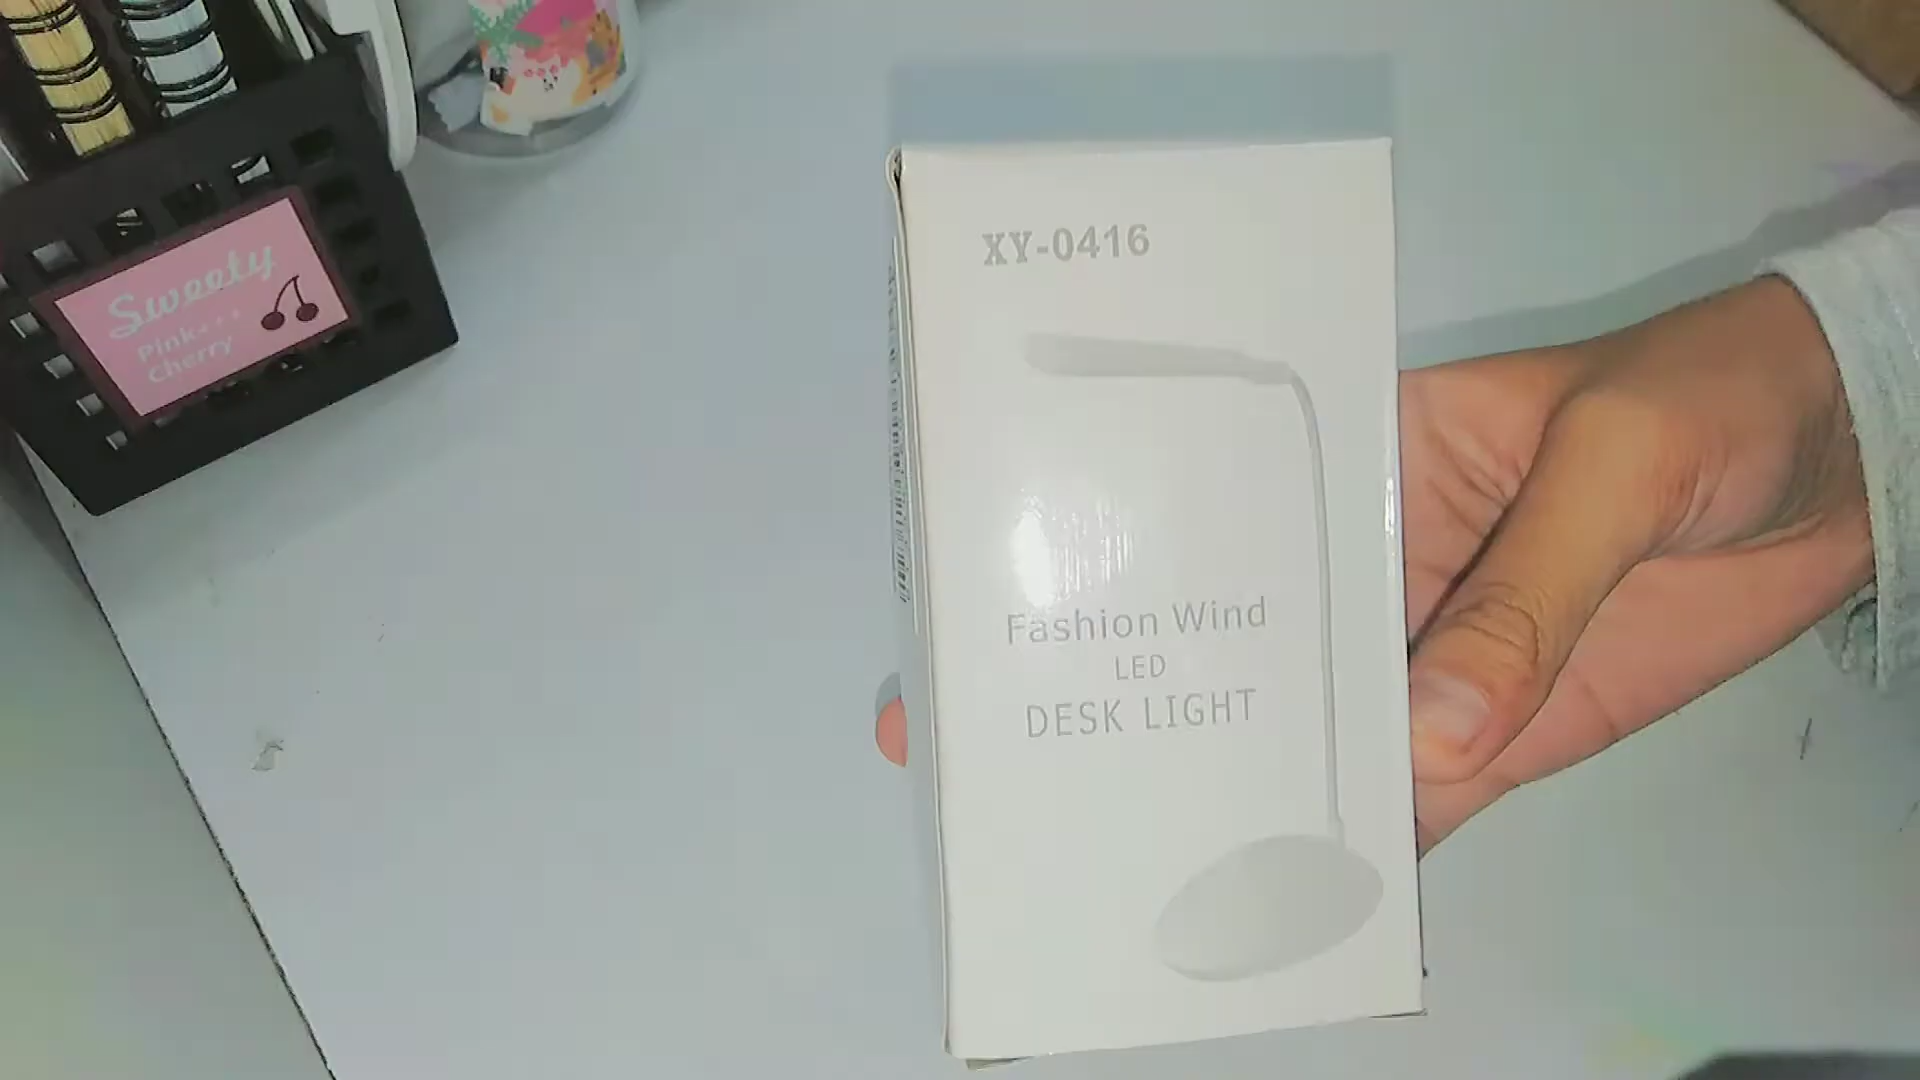 Sweety
Pink...
Cherry
XY-0416
Fashion Wind
LED
DESK LIGHT